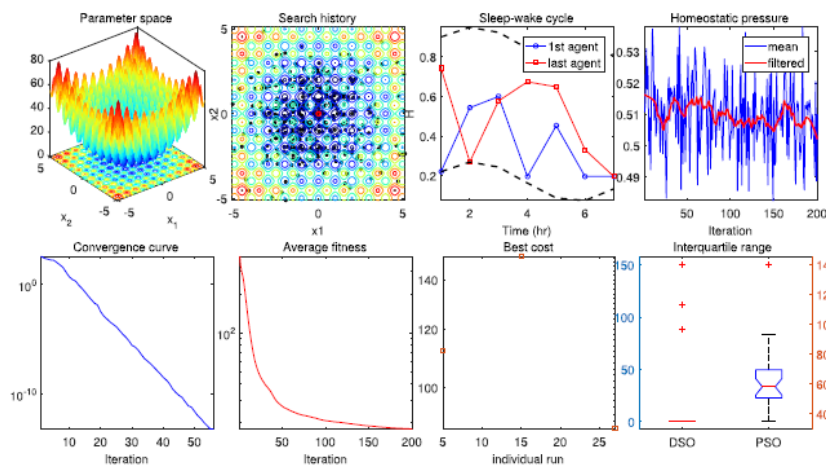 Parameter space
80
60
40
20
0
5
0
-5
x2
-5
0
5
x1
Search history
5
0
-5
x2
-5
0
5
x1
Sleep-wake cycle
1st agent
last agent
0.8
0.6
0.4
0.2
H
2
4
6
Time (hr)
Homeostatic pressure
mean
filtered
0.53
0.52
0.51
0.5
0.49
50
100
150
200
Iteration
Convergence curve
10^0
10^-10
10
20
30
40
50
Iteration
Average fitness
10^2
50
100
150
200
Iteration
Best cost
140
120
100
5
15
25
individual run
Interquartile range
150
100
50
0
DSO
PSO
80
60
40